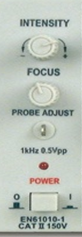 INTENSITY
FOCUS
PROBE ADJUST
1kHz 0.5Vpp
POWER
O
I
EN61010-1
CAT II 150V